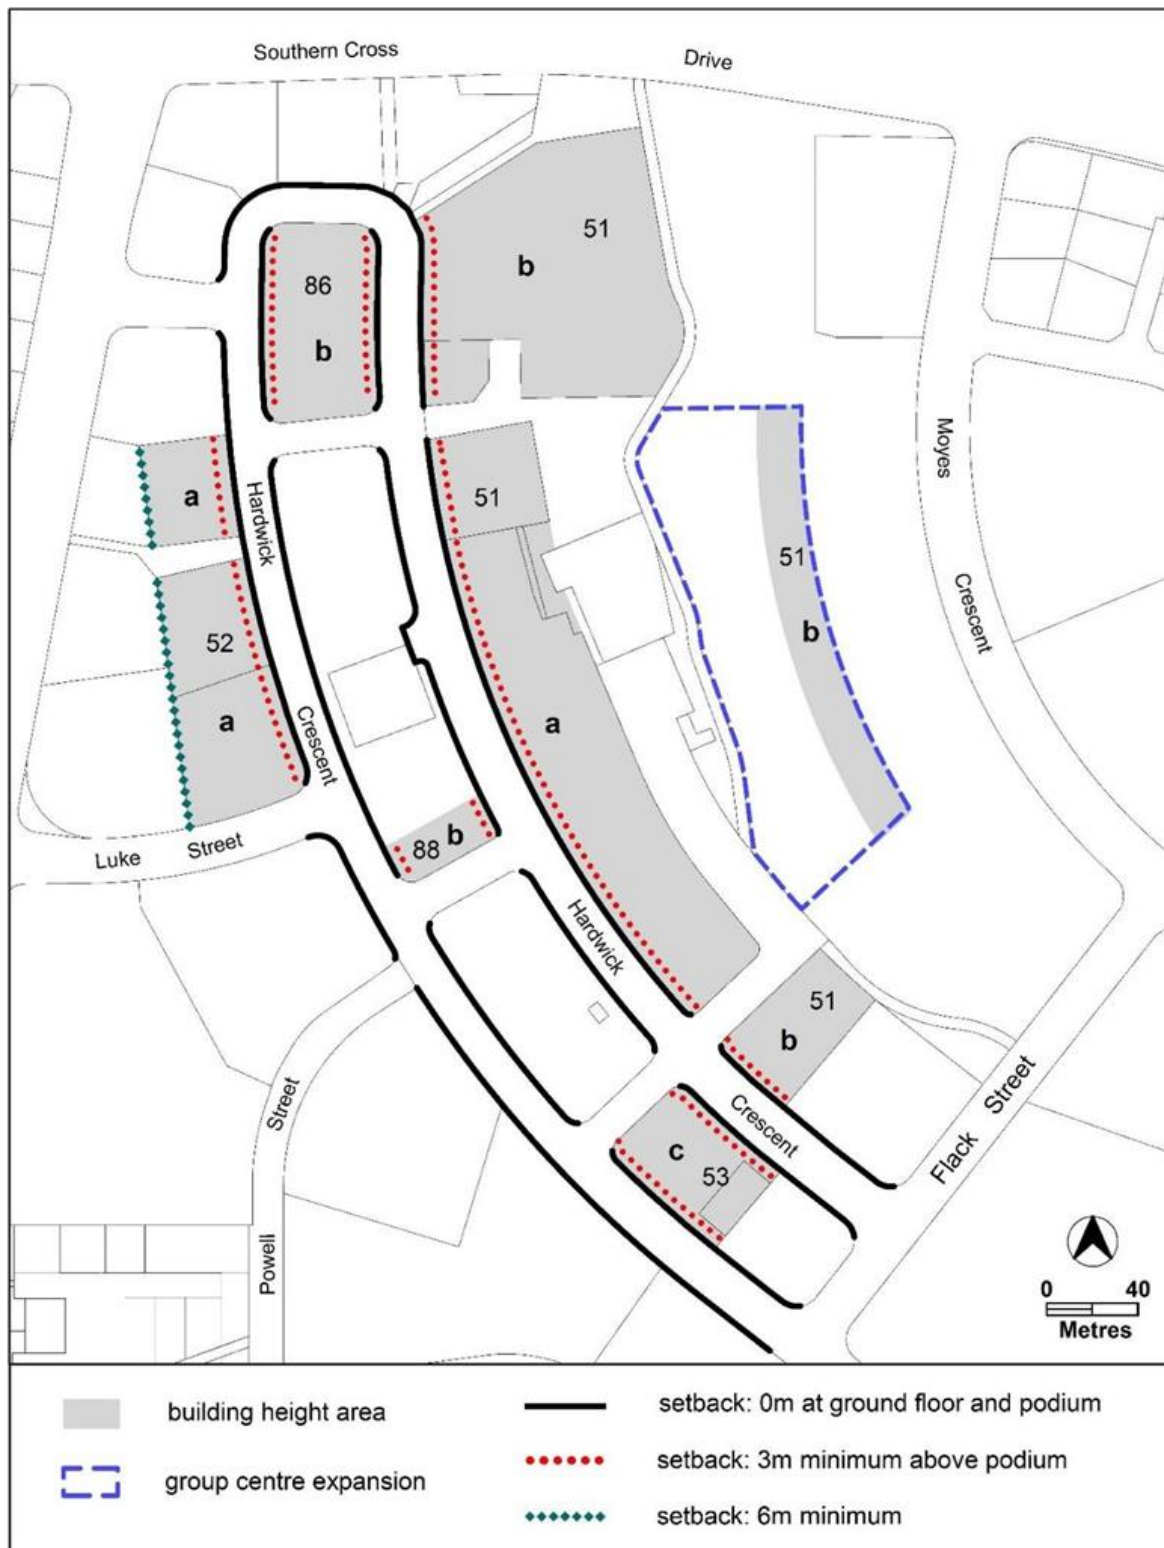 Southern Cross
Drive
51
b
86
b
Moyes
51
a
Hardwick
51
b
Crescent
52
a
a
Crescent
Luke Street
88 b
Hardwick
51
b
Street
Crescent
c
53
Flack Street
Powell
0 40
Metres
building height area
setback: 0m at ground floor and podium
group centre expansion
setback: 3m minimum above podium
setback: 6m minimum